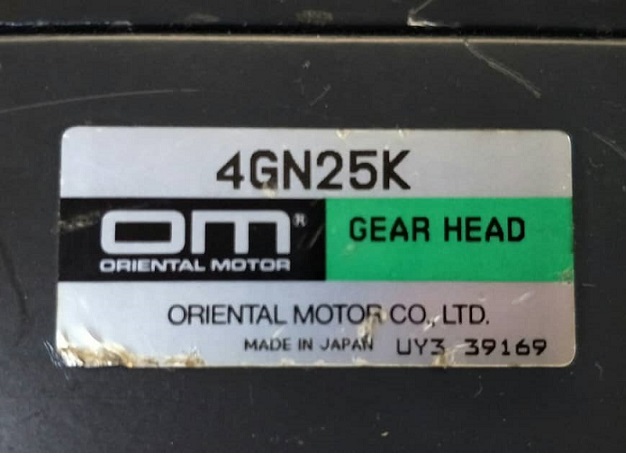 4GN25K
OM®
ORIENTAL MOTOR
GEAR HEAD
ORIENTAL MOTOR CO., LTD.
MADE IN JAPAN UY3 39169